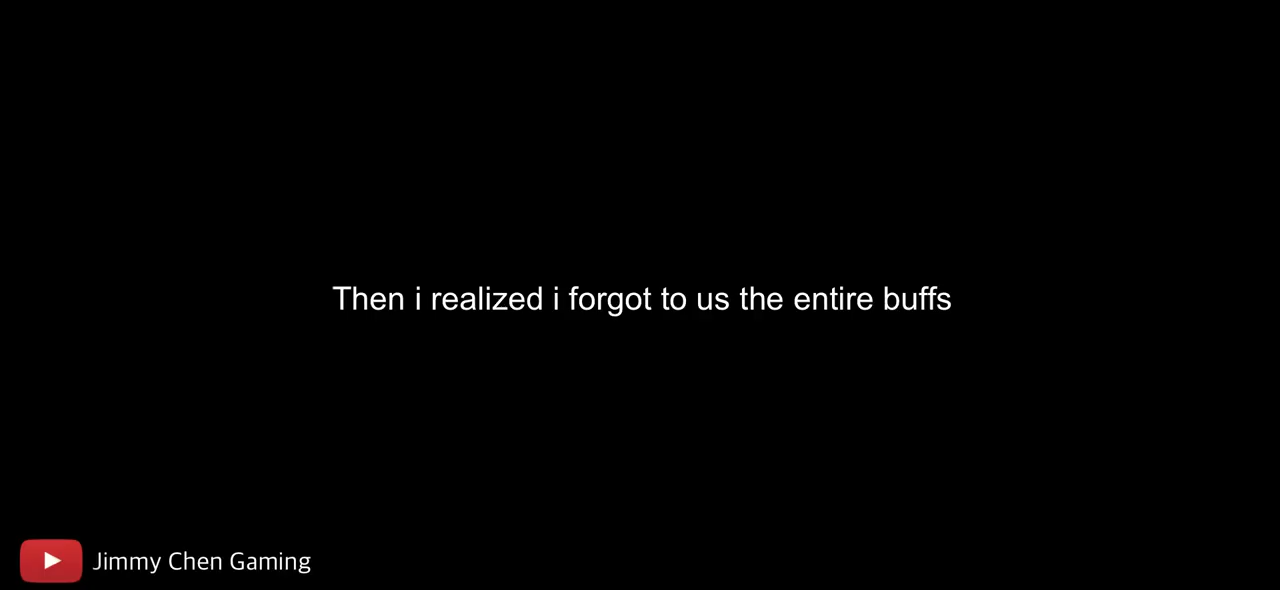 Then i realized i forgot to us the entire buffs
Jimmy Chen Gaming